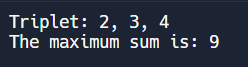 Triplet: 2, 3, 4
The maximum sum is: 9